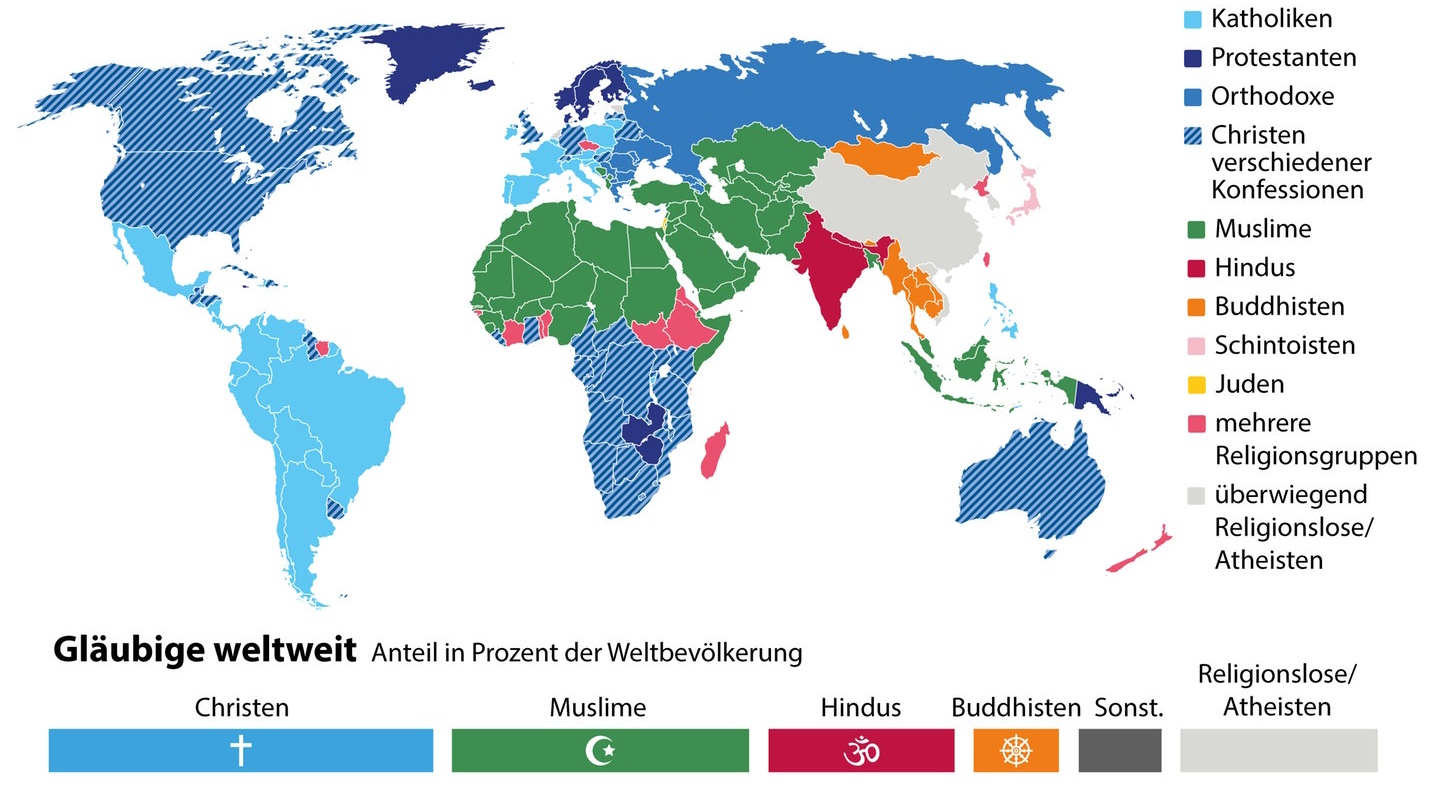 Katholiken
Protestanten
Orthodoxe
Christen
verschiedener
Konfessionen
Muslime
Hindus
Buddhisten
Schintoisten
Juden
mehrere
Religionsgruppen
überwiegend
Religionslose/
Atheisten
Gläubige weltweit Anteil in Prozent der Weltbevölkerung
Christen
Muslime
Hindus
Buddhisten
Sonst.
Religionslose/
Atheisten